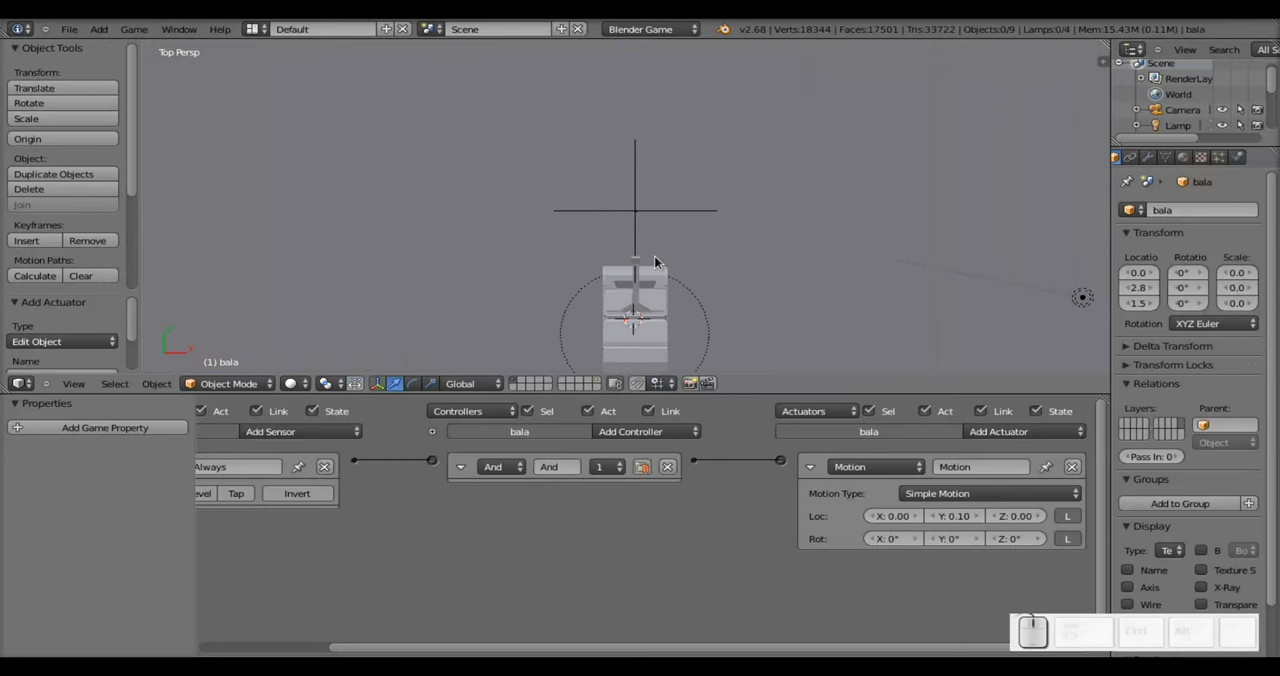 File Add Game Window Help Default Scene Blender Game v2.68 | Verts:18344 | Faces:17501 | Tris:33722 | Objects:0/9 | Lamps:0/4 | Mem:15.43M (0.11M) | bala
Object Tools
Transform:
Translate
Rotate
Scale
Origin
Object:
Duplicate Objects
Delete
Join
Keyframes:
Insert Remove
Motion Paths:
Calculate Clear
Add Actuator
Type
Edit Object
Name
Top Persp
(1) bala
View Search All S
Scene
RenderLay
World
Camera
Lamp
bala
bala
Transform
Locatio Rotatio Scale:
0.0 0° 0.0
2.8 0° 0.0
1.5 0° 0.0
Rotation XYZ Euler
Delta Transform
Transform Locks
Relations
Layers: Parent:
Object
Pass In: 0
Groups
Add to Group
Display
Type: Te B Bo
Name Texture S
Axis X-Ray
Wire Transpare
View Select Object Object Mode Global
Properties
Add Game Property
Act Link State Controllers Sel Act Link Actuators Sel Act Link State
Add Sensor bala Add Controller bala Add Actuator
Always And And 1 Motion Motion
evel Tap Invert
Motion Type: Simple Motion
Loc: X: 0.00 Y: 0.10 Z: 0.00 L
Rot: X: 0° Y: 0° Z: 0° L
Ctrl Alt